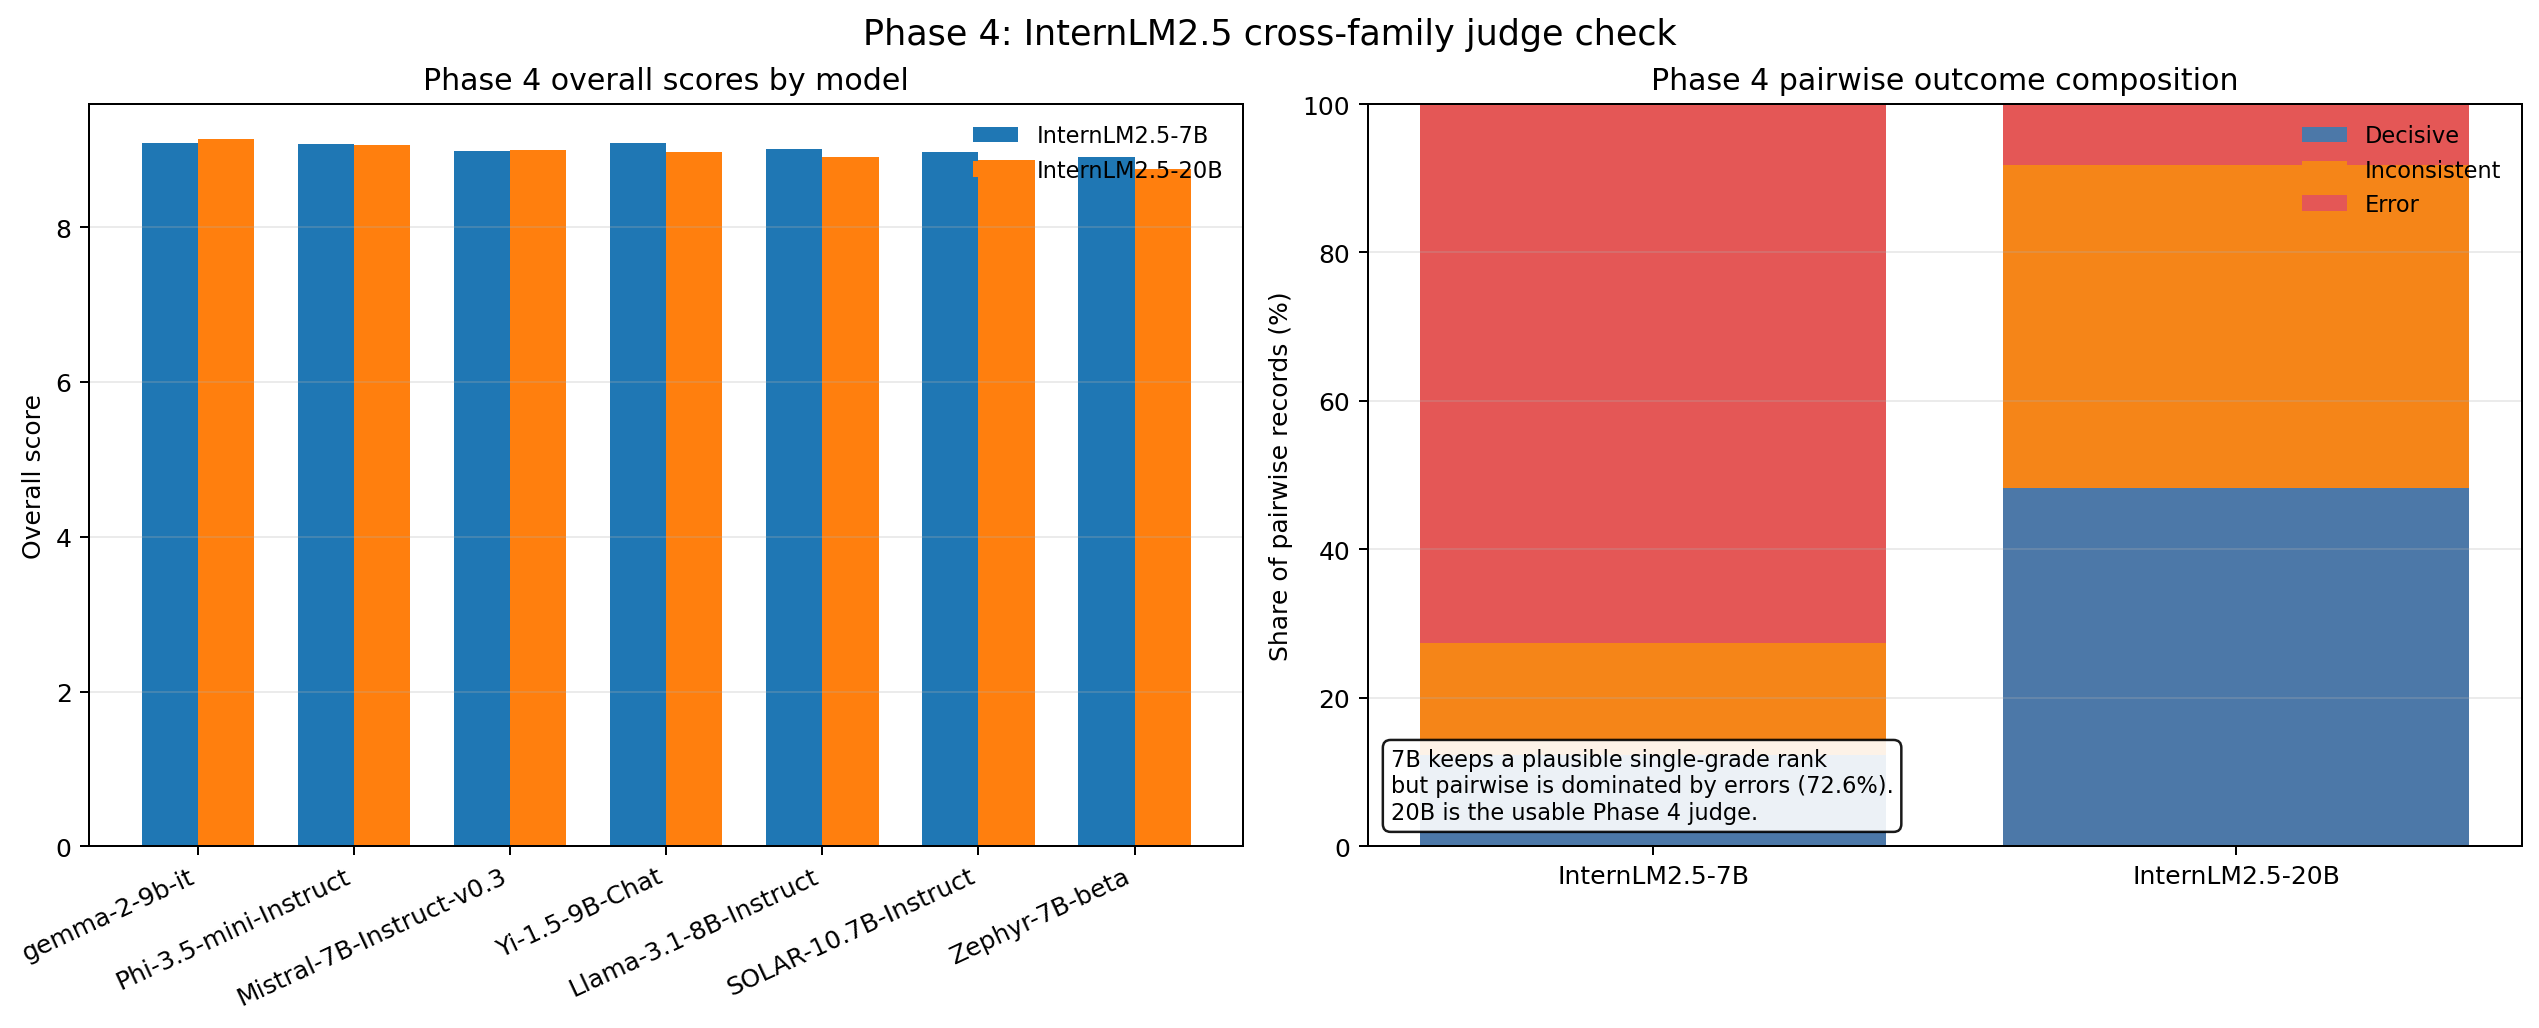 Phase 4: InternLM2.5 cross-family judge check
Phase 4 overall scores by model
InternLM2.5-7B
InternLM2.5-20B
Overall score
8
6
4
2
0
gemma-2-9b-it
Phi-3.5-mini-Instruct
Mistral-7B-Instruct-v0.3
Yi-1.5-9B-Chat
Llama-3.1-8B-Instruct
SOLAR-10.7B-Instruct
Zephyr-7B-beta
Phase 4 pairwise outcome composition
Decisive
Inconsistent
Error
Share of pairwise records (%)
100
80
60
40
20
0
7B keeps a plausible single-grade rank
but pairwise is dominated by errors (72.6%).
20B is the usable Phase 4 judge.
InternLM2.5-7B
InternLM2.5-20B